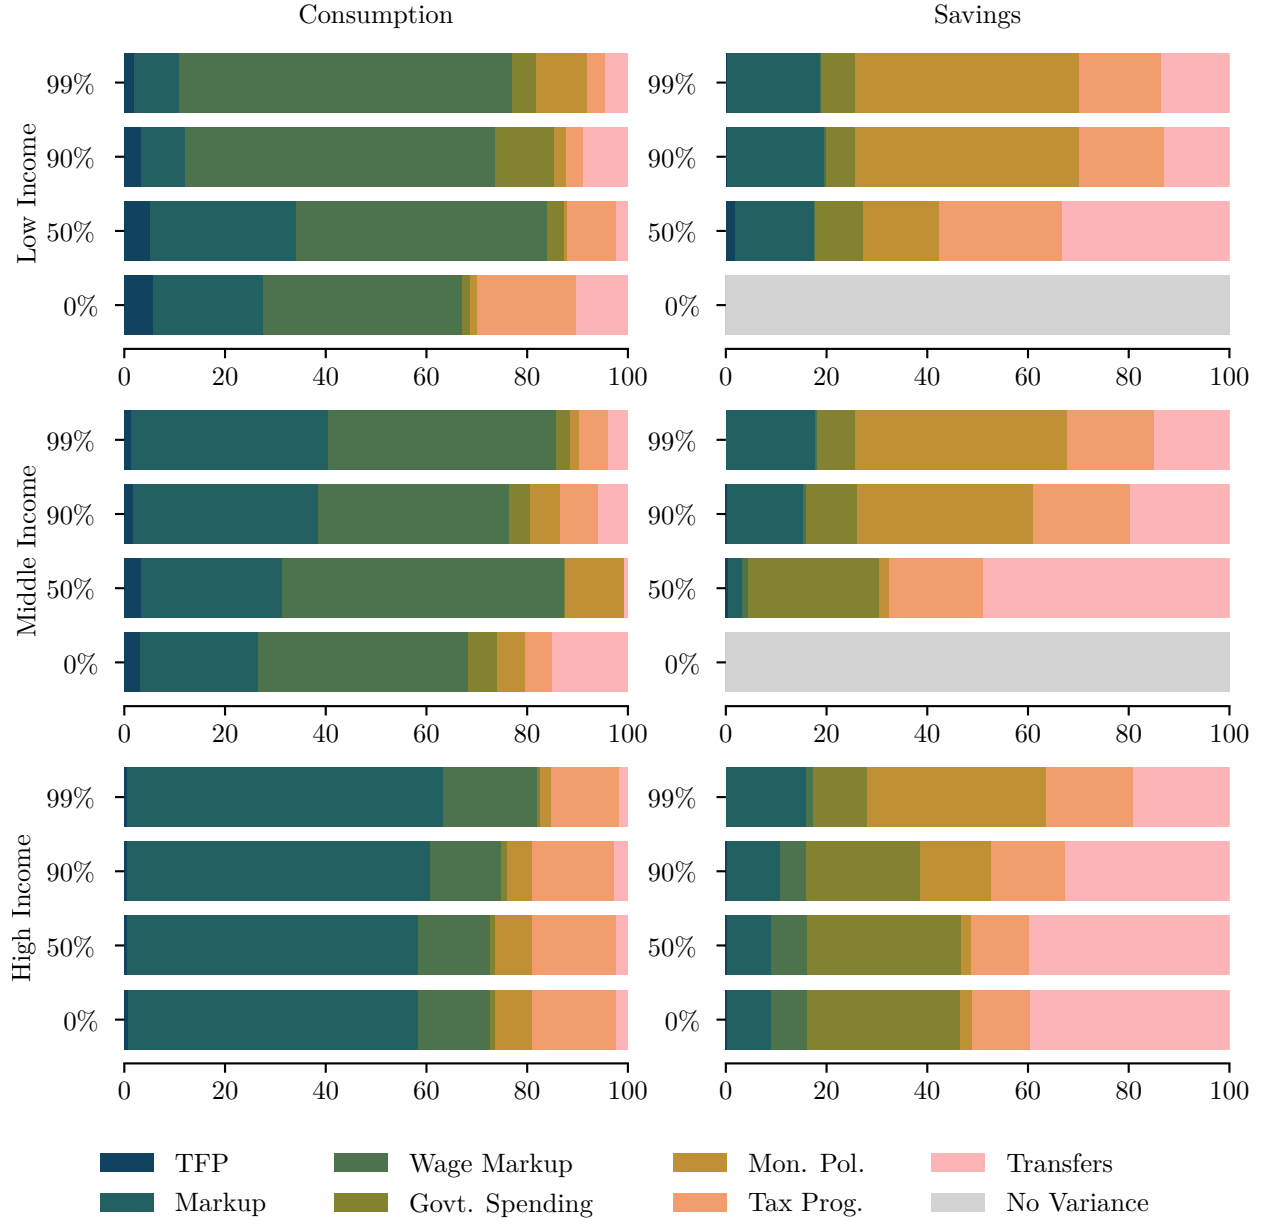 Consumption
Savings
Low Income
99%
90%
50%
0%
0 20 40 60 80 100
99%
90%
50%
0%
0 20 40 60 80 100
Middle Income
99%
90%
50%
0%
0 20 40 60 80 100
99%
90%
50%
0%
0 20 40 60 80 100
High Income
99%
90%
50%
0%
0 20 40 60 80 100
99%
90%
50%
0%
0 20 40 60 80 100
TFP
Markup
Wage Markup
Govt. Spending
Mon. Pol.
Tax Prog.
Transfers
No Variance